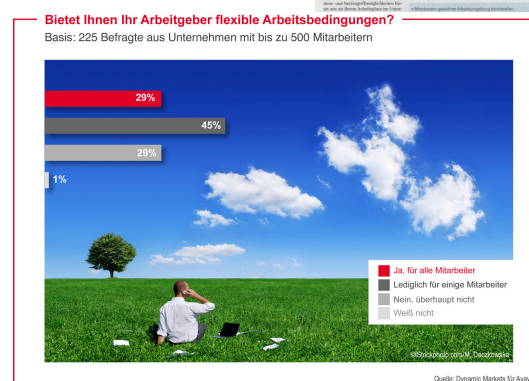 Bietet Ihnen Ihr Arbeitgeber flexible Arbeitsbedingungen?
Basis: 225 Befragte aus Unternehmen mit bis zu 500 Mitarbeitern
29%
45%
29%
1%
Ja, für alle Mitarbeiter
Lediglich für einige Mitarbeiter
Nein, überhaupt nicht
Weiß nicht
©iStockphoto.com/M. Daczkowska
Quelle: Dynamic Markets für Avay